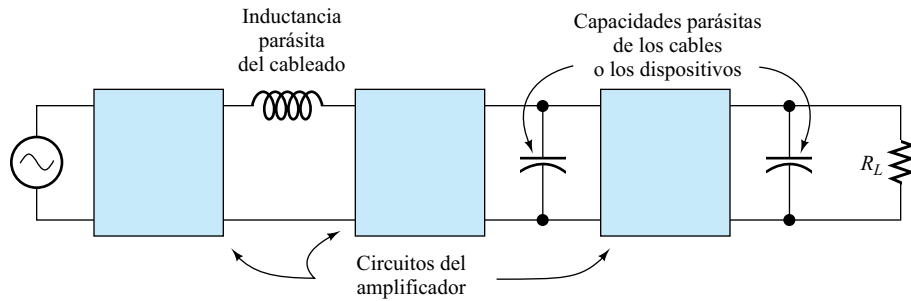 Inductancia
parásita
del cableado
Capacidades parásitas
de los cables
o los dispositivos
R_L
Circuitos del
amplificador